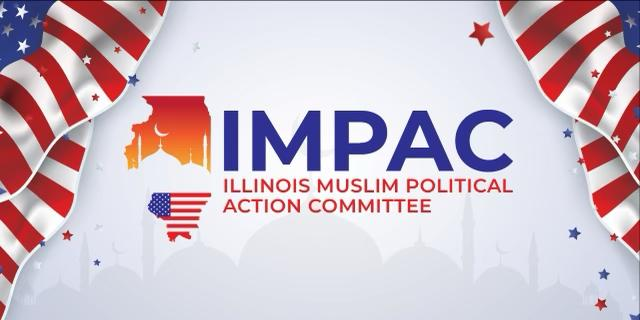 IMPAC
ILLINOIS MUSLIM POLITICAL
ACTION COMMITTEE